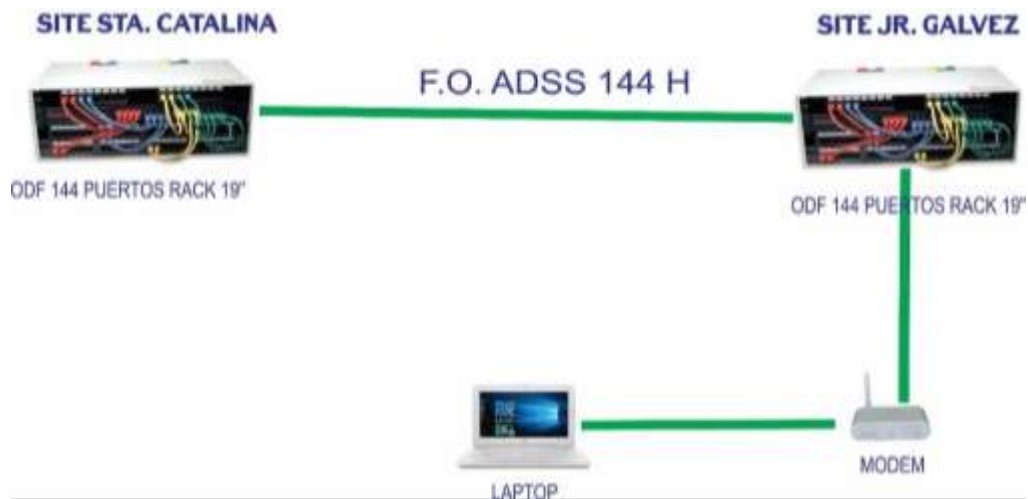 SITE STA. CATALINA
SITE JR. GALVEZ
F.O. ADSS 144 H
ODF 144 PUERTOS RACK 19"
ODF 144 PUERTOS RACK 19"
MODEM
LAPTOP